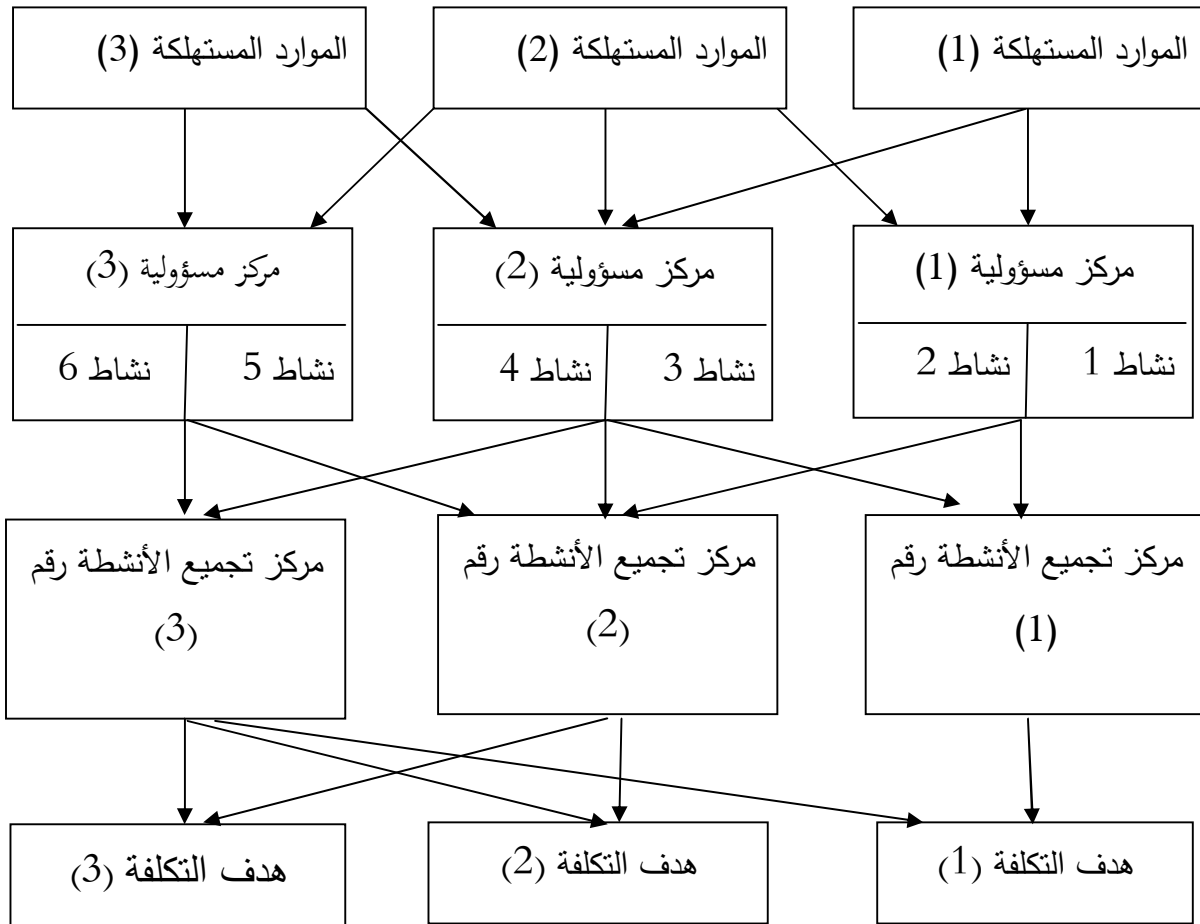 الموارد المستهلكة (1)
الموارد المستهلكة (2)
الموارد المستهلكة (3)
مركز مسؤولية (1)
نشاط 1
نشاط 2
مركز مسؤولية (2)
نشاط 3
نشاط 4
مركز مسؤولية (3)
نشاط 5
نشاط 6
مركز تجميع الأنشطة رقم
(1)
مركز تجميع الأنشطة رقم
(2)
مركز تجميع الأنشطة رقم
(3)
هدف التكلفة (1)
هدف التكلفة (2)
هدف التكلفة (3)